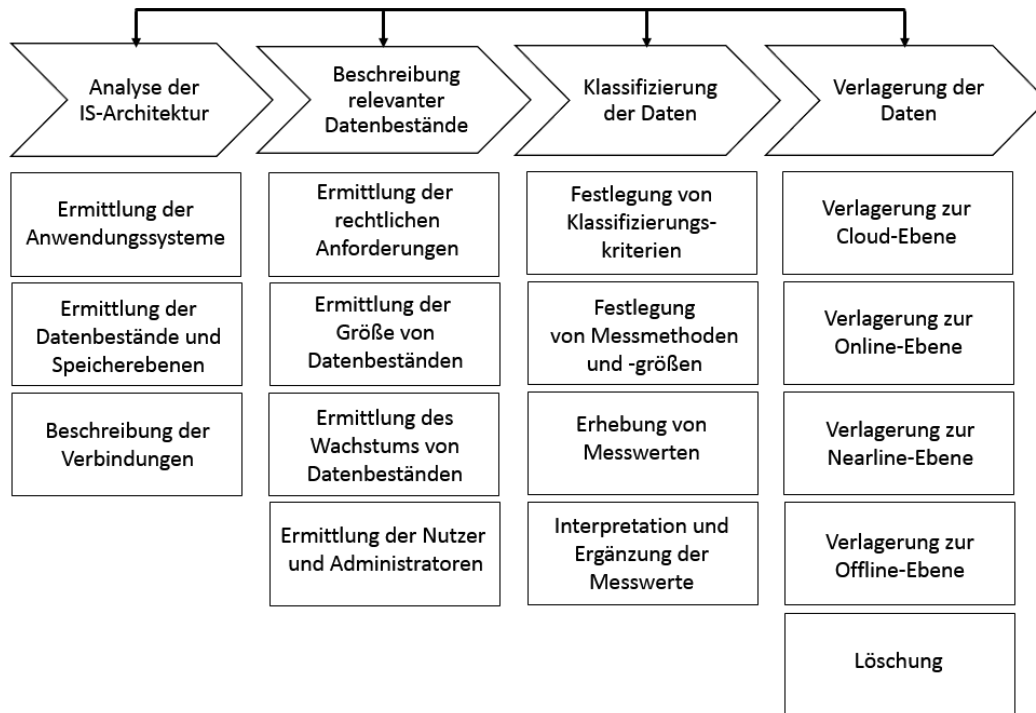 Analyse der
IS-Architektur
Beschreibung
relevanter
Datenbestände
Klassifizierung
der Daten
Verlagerung der
Daten
Ermittlung der
Anwendungssysteme
Ermittlung der
Datenbestände und
Speicherebenen
Beschreibung der
Verbindungen
Ermittlung der
rechtlichen
Anforderungen
Ermittlung der
Größe von
Datenbeständen
Ermittlung des
Wachstums von
Datenbeständen
Ermittlung der Nutzer
und Administratoren
Festlegung von
Klassifizierungs-
kriterien
Festlegung
von Messmethoden
und -größen
Erhebung von
Messwerten
Interpretation und
Ergänzung der
Messwerte
Verlagerung zur
Cloud-Ebene
Verlagerung zur
Online-Ebene
Verlagerung zur
Nearline-Ebene
Verlagerung zur
Offline-Ebene
Löschung